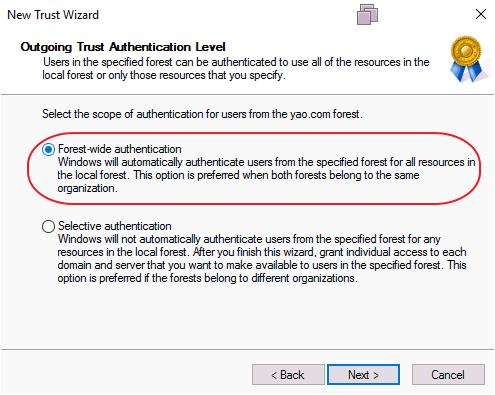 New Trust Wizard
Outgoing Trust Authentication Level
Users in the specified forest can be authenticated to use all of the resources in the
local forest or only those resources that you specify.
Select the scope of authentication for users from the yao.com forest.
Forest-wide authentication
Windows will automatically authenticate users from the specified forest for all resources in
the local forest. This option is preferred when both forests belong to the same
organization.
Selective authentication
Windows will not automatically authenticate users from the specified forest for any
resources in the local forest. After you finish this wizard, grant individual access to each
domain and server that you want to make available to users in the specified forest. This
option is preferred if the forests belong to different organizations.
< Back
Next >
Cancel